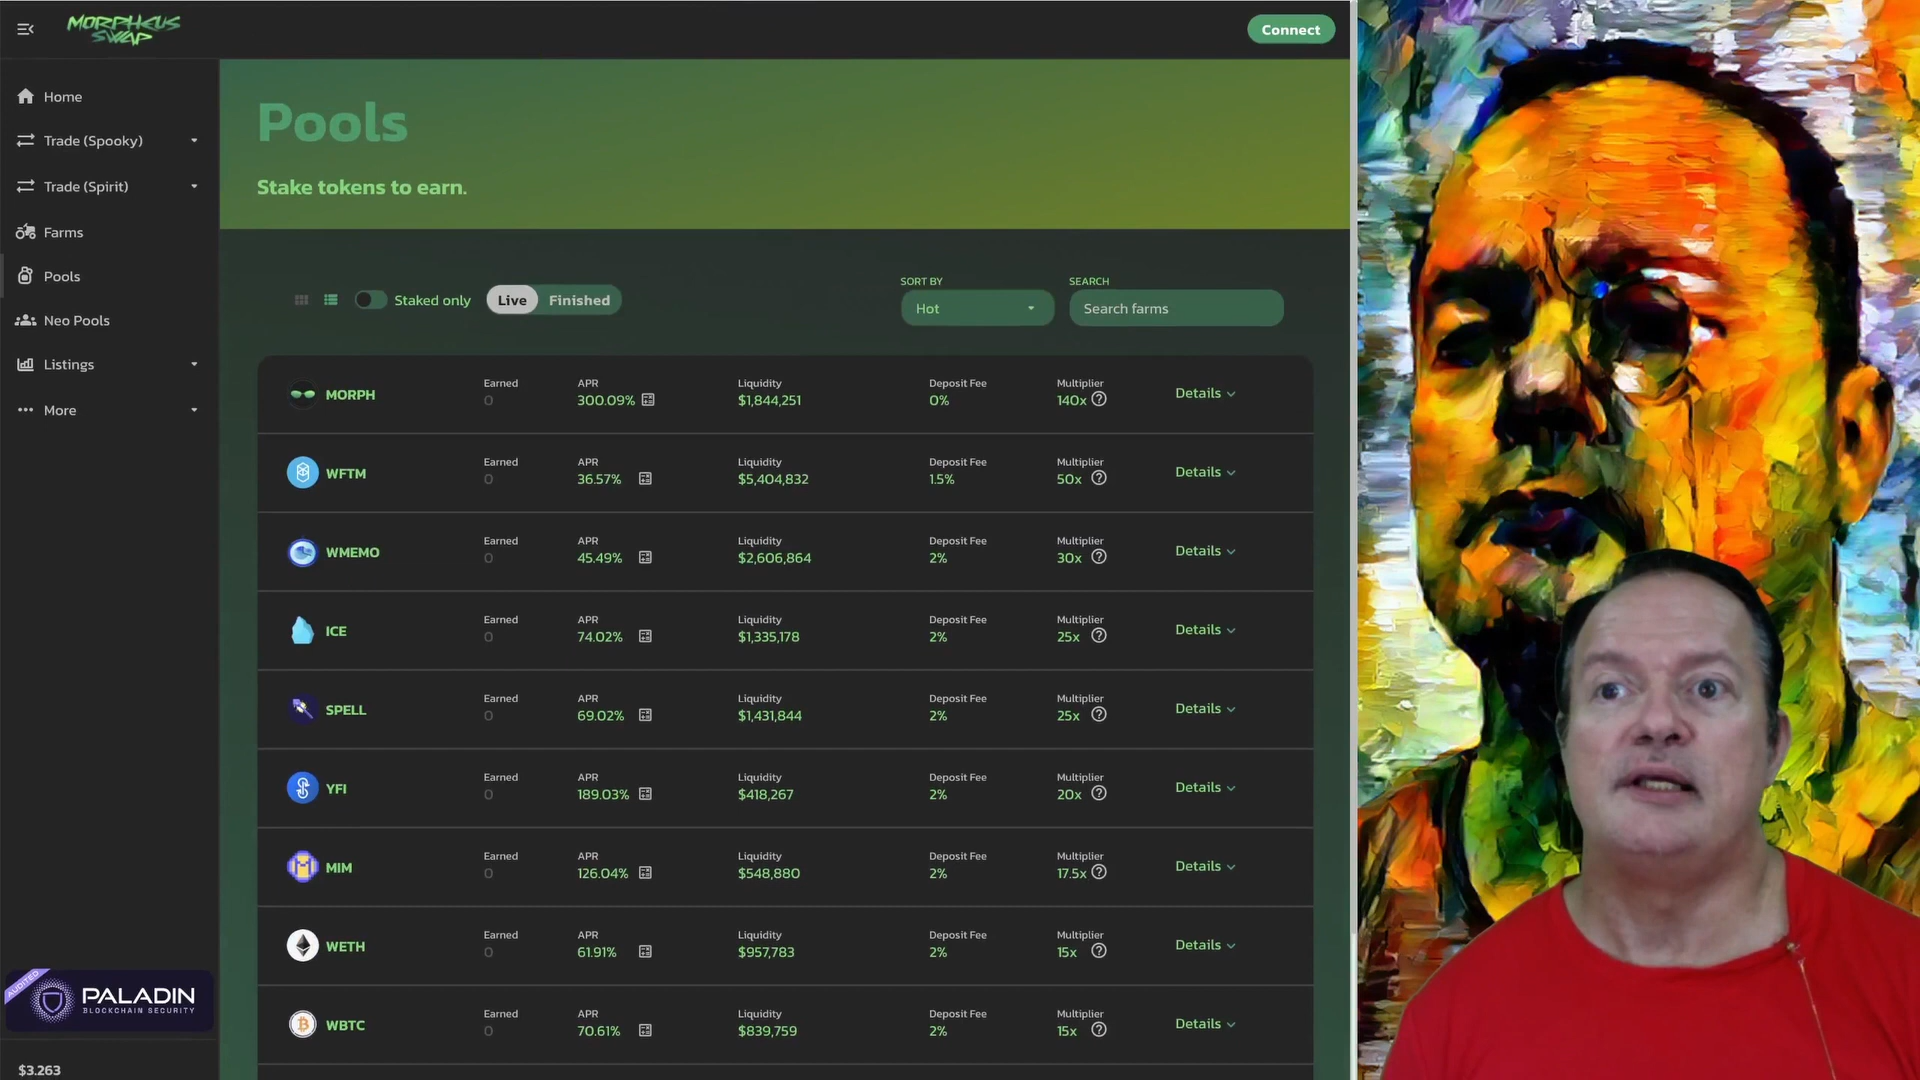 MORPHEUS
SWAP
Connect
Home
Trade (Spooky)
Trade (Spirit)
Farms
Pools
Neo Pools
Listings
More
AUDITED
PALADIN
BLOCKCHAIN SECURITY
$3.263
Pools
Stake tokens to earn.
Staked only
Live
Finished
SORT BY
Hot
SEARCH
Search farms
MORPH
Earned
0
APR
300.09%
Liquidity
$1,844,251
Deposit Fee
0%
Multiplier
140x
Details
WFTM
Earned
0
APR
36.57%
Liquidity
$5,404,832
Deposit Fee
1.5%
Multiplier
50x
Details
WMEMO
Earned
0
APR
45.49%
Liquidity
$2,606,864
Deposit Fee
2%
Multiplier
30x
Details
ICE
Earned
0
APR
74.02%
Liquidity
$1,335,178
Deposit Fee
2%
Multiplier
25x
Details
SPELL
Earned
0
APR
69.02%
Liquidity
$1,431,844
Deposit Fee
2%
Multiplier
25x
Details
YFI
Earned
0
APR
189.03%
Liquidity
$418,267
Deposit Fee
2%
Multiplier
20x
Details
MIM
Earned
0
APR
126.04%
Liquidity
$548,880
Deposit Fee
2%
Multiplier
17.5x
Details
WETH
Earned
0
APR
61.91%
Liquidity
$957,783
Deposit Fee
2%
Multiplier
15x
Details
WBTC
Earned
0
APR
70.61%
Liquidity
$839,759
Deposit Fee
2%
Multiplier
15x
Details